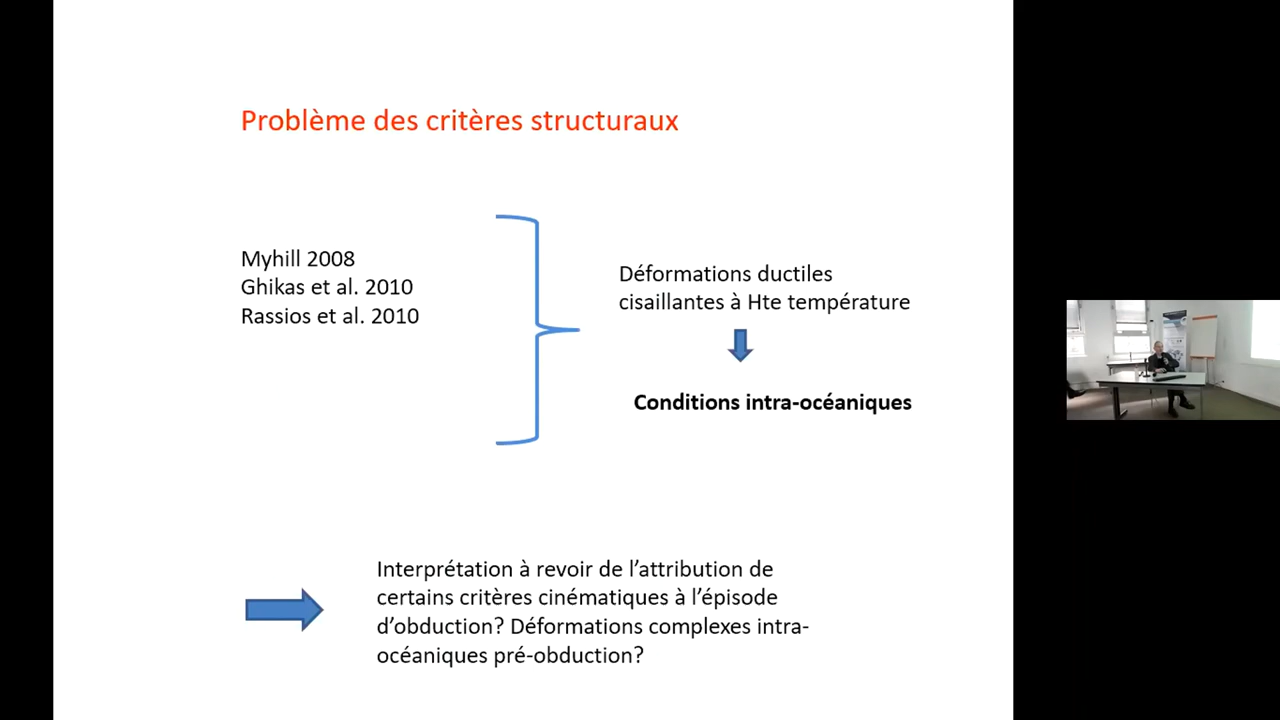 Problème des critères structuraux
Myhill 2008
Ghikas et al. 2010
Rassios et al. 2010
Déformations ductiles
cisaillantes à Hte température
Conditions intra-océaniques
Interprétation à revoir de l’attribution de
certains critères cinématiques à l’épisode
d’obduction? Déformations complexes intra-
océaniques pré-obduction?